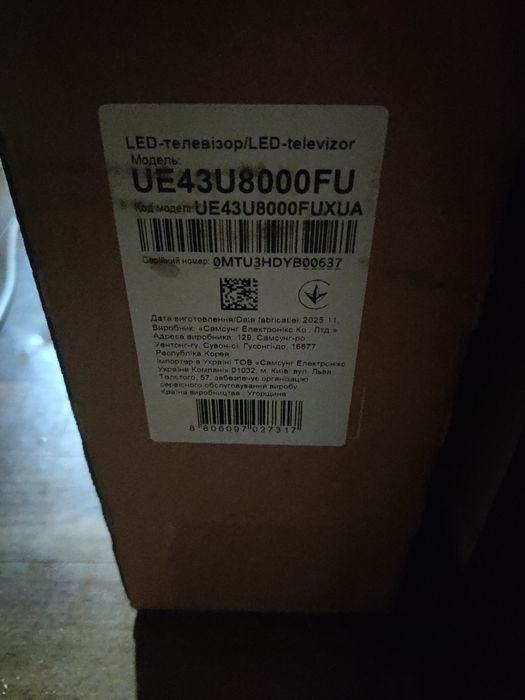 LED-телевізор/LED-televizor
Модель:
UE43U8000FU
Код моделі: UE43U8000FUXUA
Серійний номер: 0MTU3HDYB00637
Дата виготовлення/Data fabricatiei: 2025.11.
Виробник: «Самсунг Електронікс Ко., Лтд.»
Адреса виробника: 129, Самсунг-ро
Уентонг-гу, Сувон-сі, Гусонгі-до, 16677
Республіка Корея
Імпортер в Україні ТОВ «Самсунг Електронікс
Україна Компані» 01032, м. Київ, вул. Льва
Толстого, 57, забезпечує організацію
сервісного обслуговування виробу
Країна виробництва : Угорщина
8 806097 027317